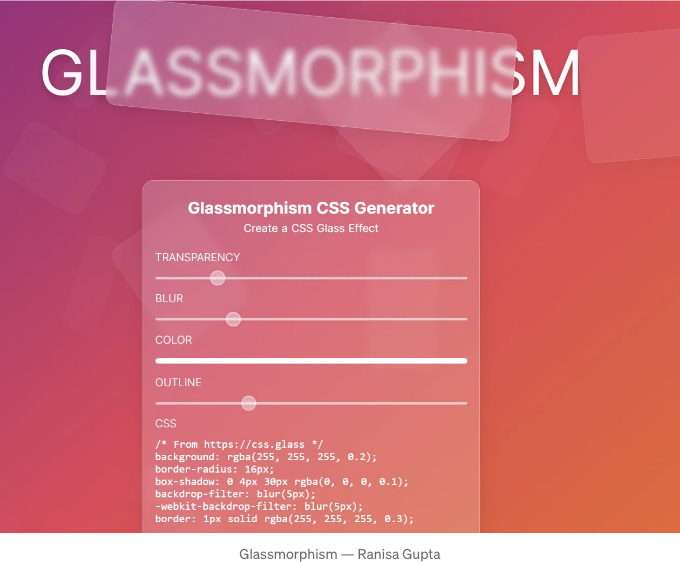 GLASSMORPHISM
Glassmorphism CSS Generator
Create a CSS Glass Effect
TRANSPARENCY
BLUR
COLOR
OUTLINE
CSS
/* From https://css.glass */
background: rgba(255, 255, 255, 0.2);
border-radius: 16px;
box-shadow: 0 4px 30px rgba(0, 0, 0, 0.1);
backdrop-filter: blur(5px);
-webkit-backdrop-filter: blur(5px);
border: 1px solid rgba(255, 255, 255, 0.3);
Glassmorphism — Ranisa Gupta